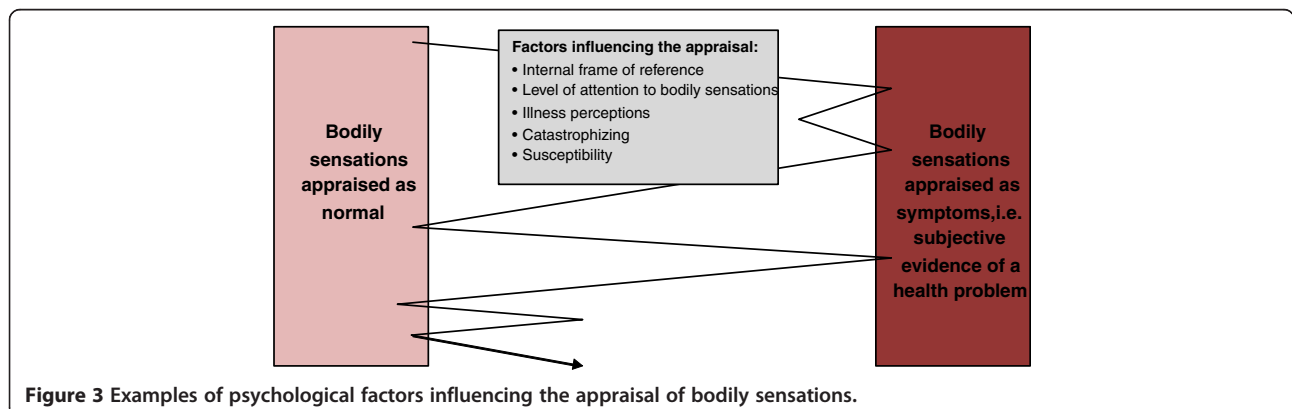 Bodily
sensations
appraised as
normal
Factors influencing the appraisal:
• Internal frame of reference
• Level of attention to bodily sensations
• Illness perceptions
• Catastrophizing
• Susceptibility
Bodily
sensations
appraised as
symptoms,i.e.
subjective
evidence of a
health problem
Figure 3 Examples of psychological factors influencing the appraisal of bodily sensations.